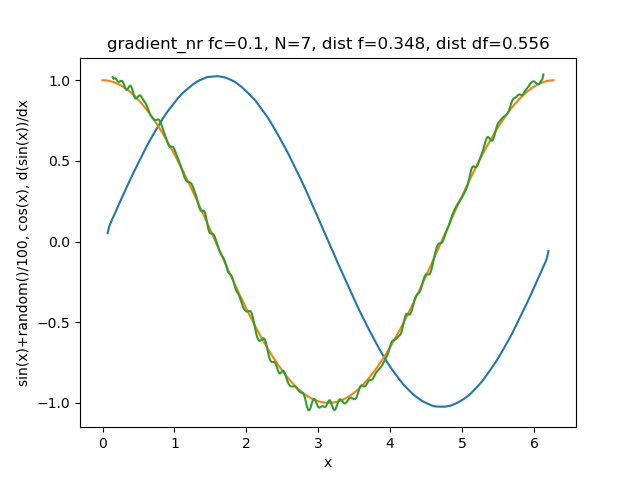 gradient_nr fc=0.1, N=7, dist f=0.348, dist df=0.556
sin(x)+random()/100, cos(x), d(sin(x))/dx
1.0
0.5
0.0
−0.5
−1.0
0 1 2 3 4 5 6
x